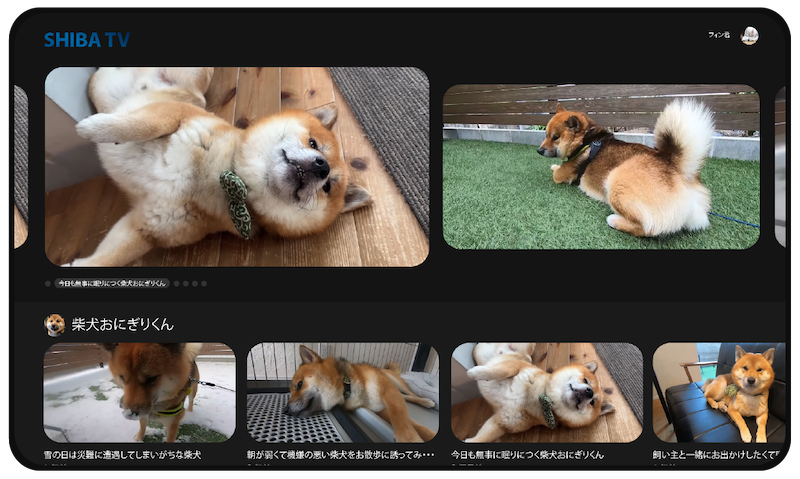 SHIBA TV
フォン名
今日も無事に眠りにつく柴犬おにぎりくん
柴犬おにぎりくん
雪の日は災難に遭遇してしまいがちな柴犬
朝が弱くて機嫌の悪い柴犬をお散歩に誘ってみ・・・
今日も無事に眠りにつく柴犬おにぎりくん
飼い主と一緒にお出かけしたくて